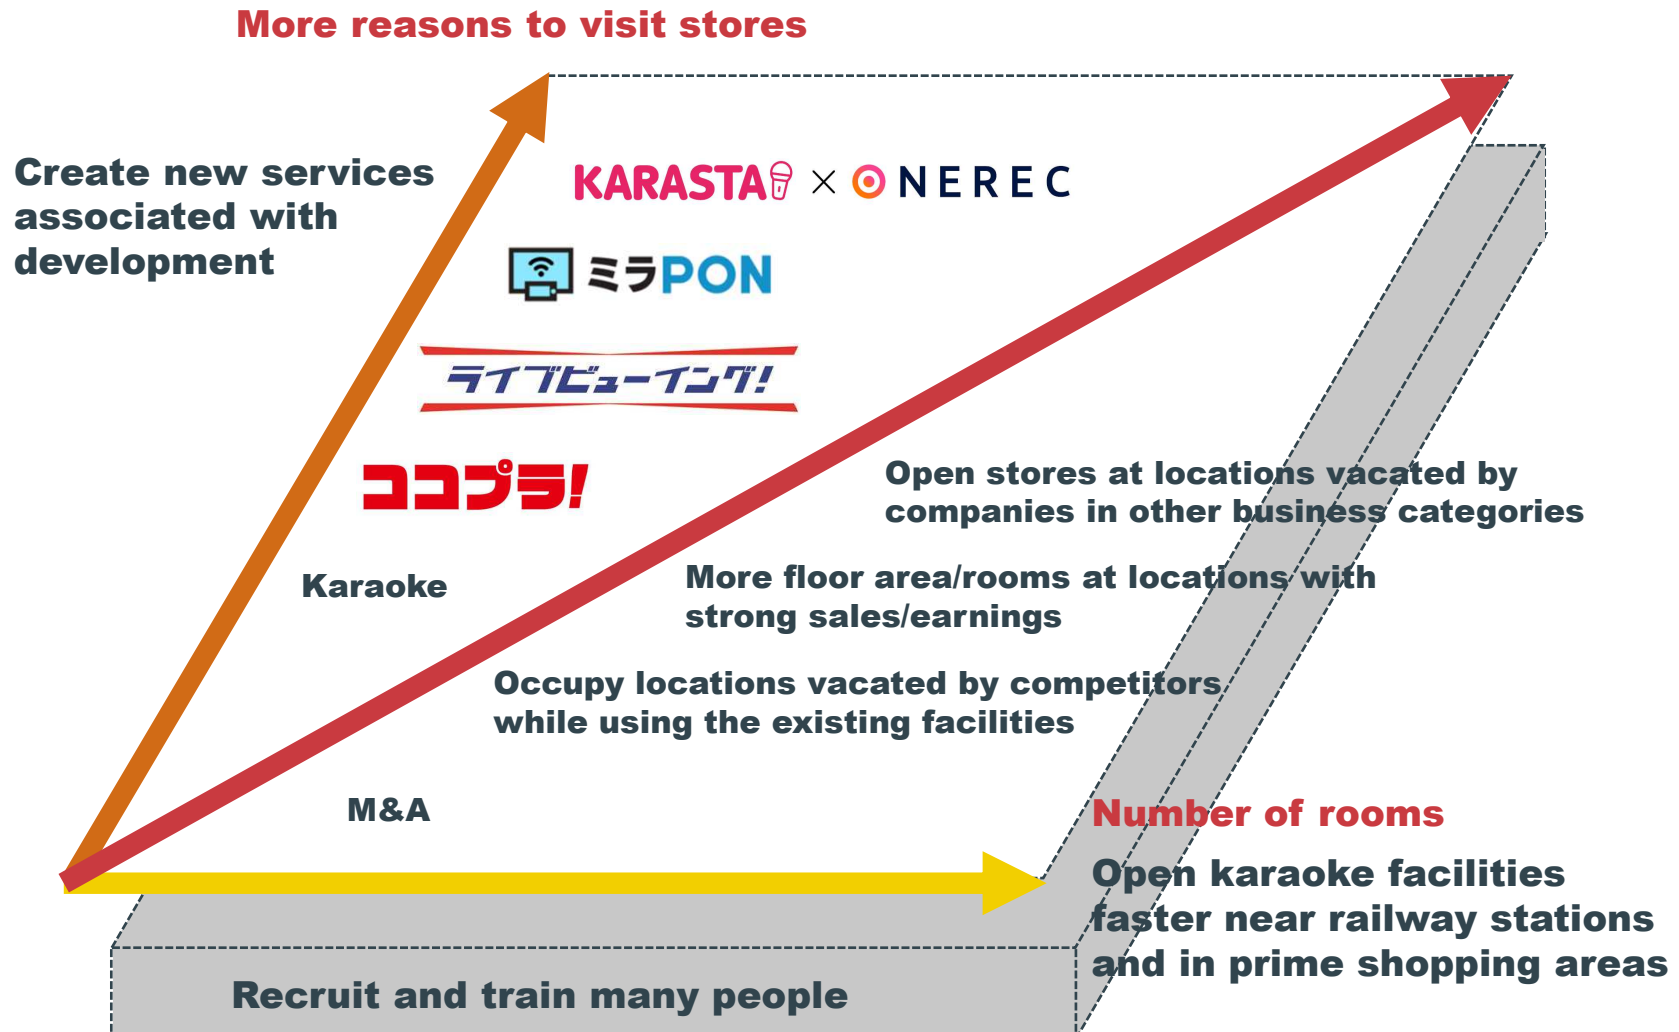 More reasons to visit stores
Create new services
associated with
development
KARASTA × ONEREC
ミラPON
ライブビューイング!
ココプラ!
Karaoke
Open stores at locations vacated by
companies in other business categories
More floor area/rooms at locations with
strong sales/earnings
Occupy locations vacated by competitors
while using the existing facilities
M&A
Number of rooms
Open karaoke facilities
faster near railway stations
and in prime shopping areas
Recruit and train many people